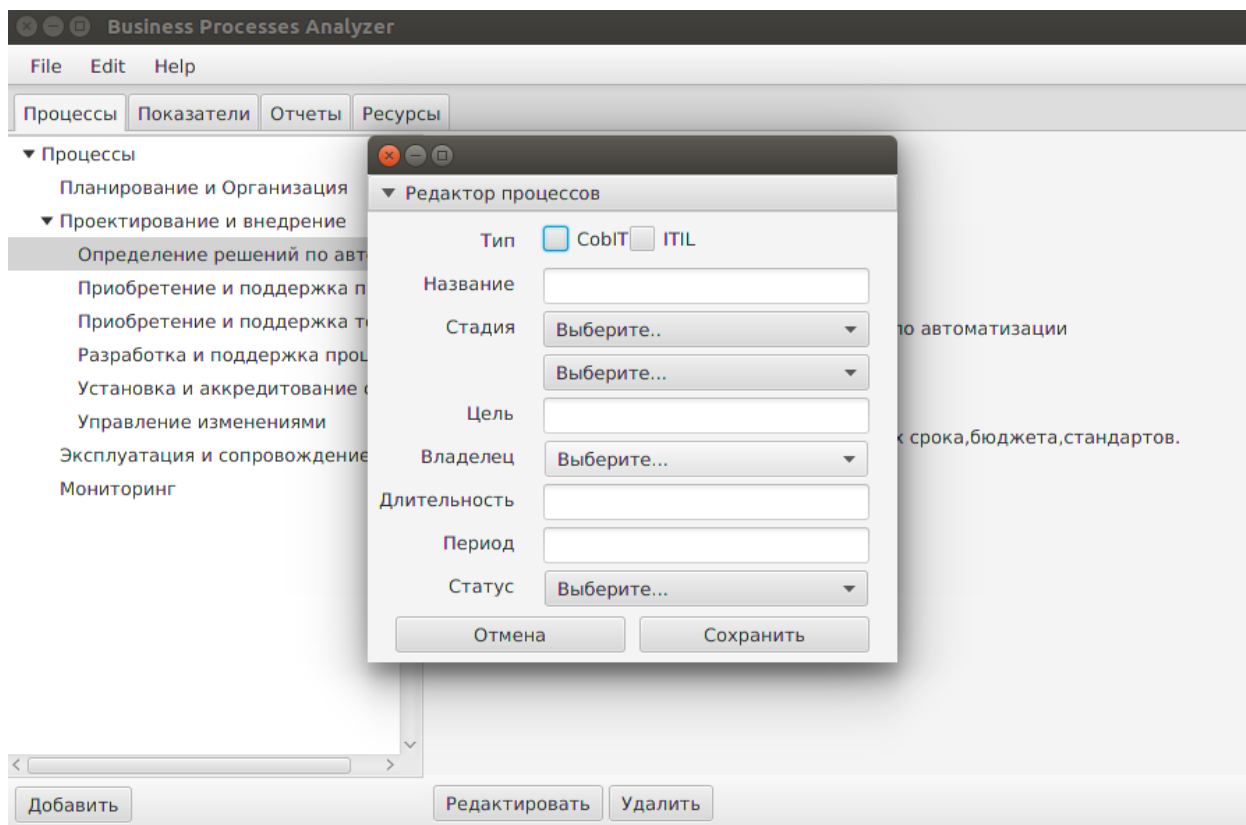 Business Processes Analyzer
File Edit Help
Процессы Показатели Отчеты Ресурсы
Процессы
Планирование и Организация
Проектирование и внедрение
Определение решений по
Приобретение и поддержка
Приобретение и поддержка
Разработка и поддержка
Установка и аккредитование
Управление изменениями
Эксплуатация и сопровождение
Мониторинг
Редактор процессов
Тип CobIT ITIL
Название
Стадия Выберите..
Выберите...
Цель
Владелец Выберите...
Длительность
Период
Статус Выберите...
Отмена Сохранить
по автоматизации
срока,бюджета,стандартов.
Добавить Редактировать Удалить